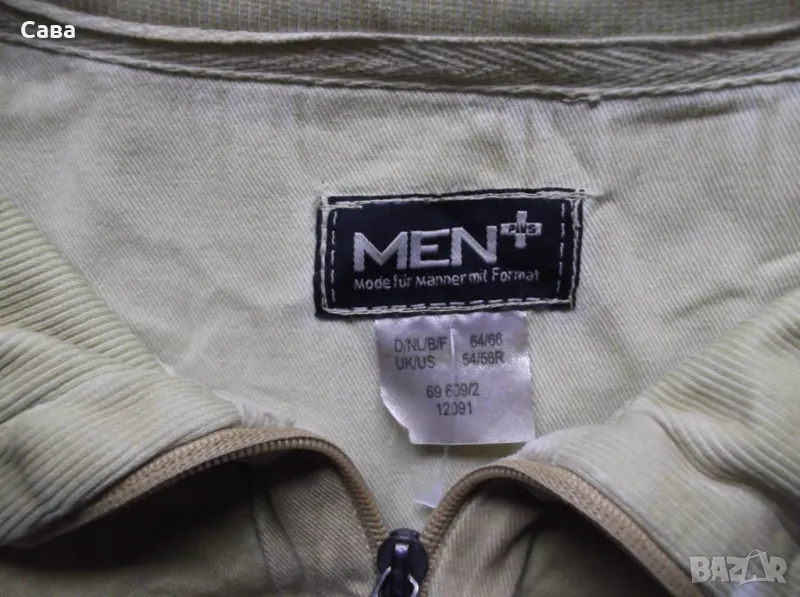 Сава
MEN+
PLUS
Mode für Männer mit Format
D/NL/B/F 64/66
UK/US 54/56R
69 609/2
12091
BAZAR